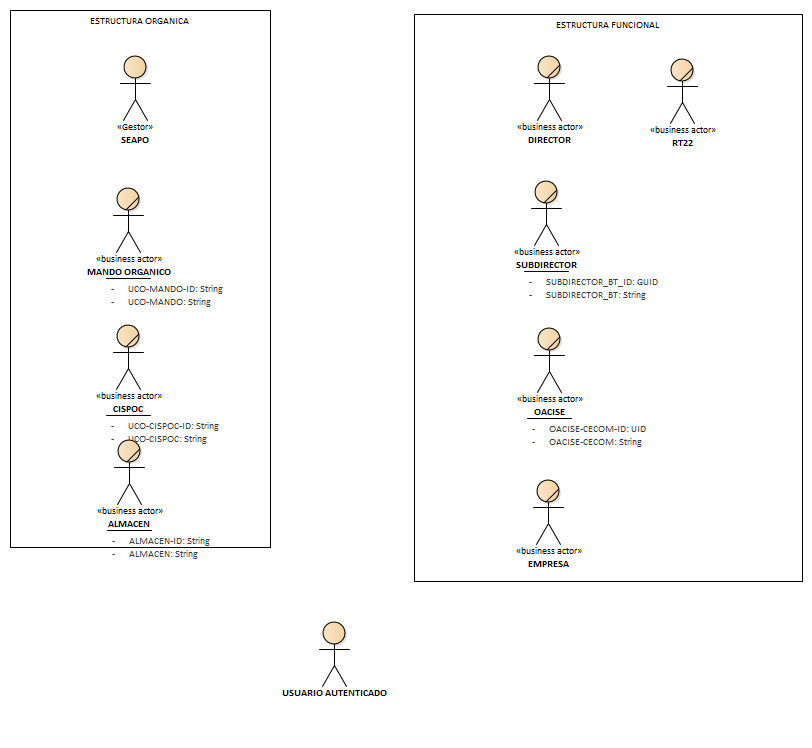 ESTRUCTURA ORGANICA
«Gestor»
SEAPO
«business actor»
MANDO ORGANICO
- UCO-MANDO-ID: String
- UCO-MANDO: String
«business actor»
CISPOC
- UCO-CISPOC-ID: String
- UCO-CISPOC: String
«business actor»
ALMACEN
- ALMACEN-ID: String
- ALMACEN: String
ESTRUCTURA FUNCIONAL
«business actor»
DIRECTOR
«business actor»
RT22
«business actor»
SUBDIRECTOR
- SUBDIRECTOR_BT_ID: GUID
- SUBDIRECTOR_BT: String
«business actor»
OACISE
- OACISE-CECOM-ID: UID
- OACISE-CECOM: String
«business actor»
EMPRESA
USUARIO AUTENTICADO